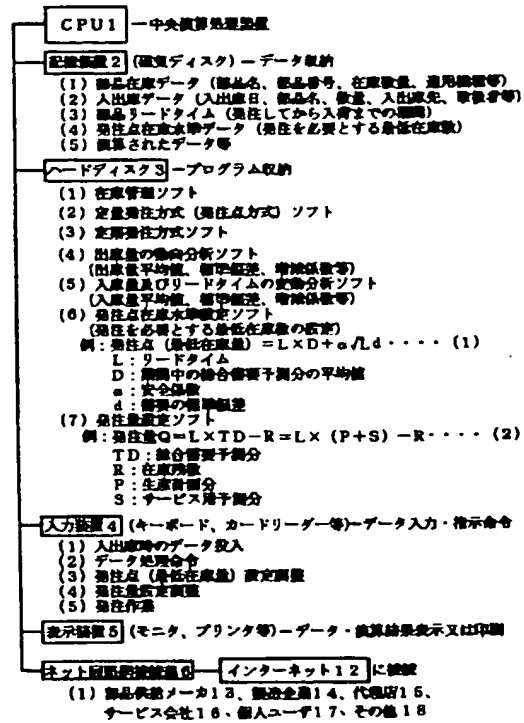 CPU1 ー中央演算処理装置
記憶装置2 (磁気ディスク)ーデータ収納
(1)部品在庫データ(部品名、部品番号、在庫数量、適用機種等)
(2)入出庫データ(入出庫日、部品名、数量、入出庫先、取扱者等)
(3)部品リードタイム(発注してから入荷までの期間)
(4)発注点在庫水準データ(発注を必要とする最低在庫数)
(5)演算されたデータ等
ハードディスク3 ープログラム収納
(1)在庫管理ソフト
(2)定量発注方式(発注点方式)ソフト
(3)定期発注方式ソフト
(4)出庫量の動向分析ソフト
(出庫量平均値、標準偏差、増減係数等)
(5)入庫量及びリードタイムの変動分析ソフト
(入庫量平均値、標準偏差、増減係数等)
(6)発注点在庫水準設定ソフト
(発注を必要とする最低在庫数の設定)
例:発注点(最低在庫量)=L×D+α√Ld・・・・(1)
L:リードタイム
D:期間中の総合需要予測分の平均値
α:安全係数
d:需要の標準偏差
(7)発注量設定ソフト
例:発注量Q=L×TD−R=L×(P+S)−R・・・・(2)
TD:総合需要予測分
R:在庫残数
P:生産計画分
S:サービス用予測分
入力装置4 (キーボード、カードリーダー等)ーデータ入力・指示命令
(1)入出庫時のデータ投入
(2)データ処理命令
(3)発注点(最低在庫量)設定調整
(4)発注量設定調整
(5)発注作業
表示装置5 (モニタ、プリンタ等)ーデータ・演算結果表示又は印刷
ネット回路網接続器6 ー インターネット12 に接続
(1)部品供給メーカ13、製造企業14、代理店15、
サービス会社16、個人ユーザ17、その他18